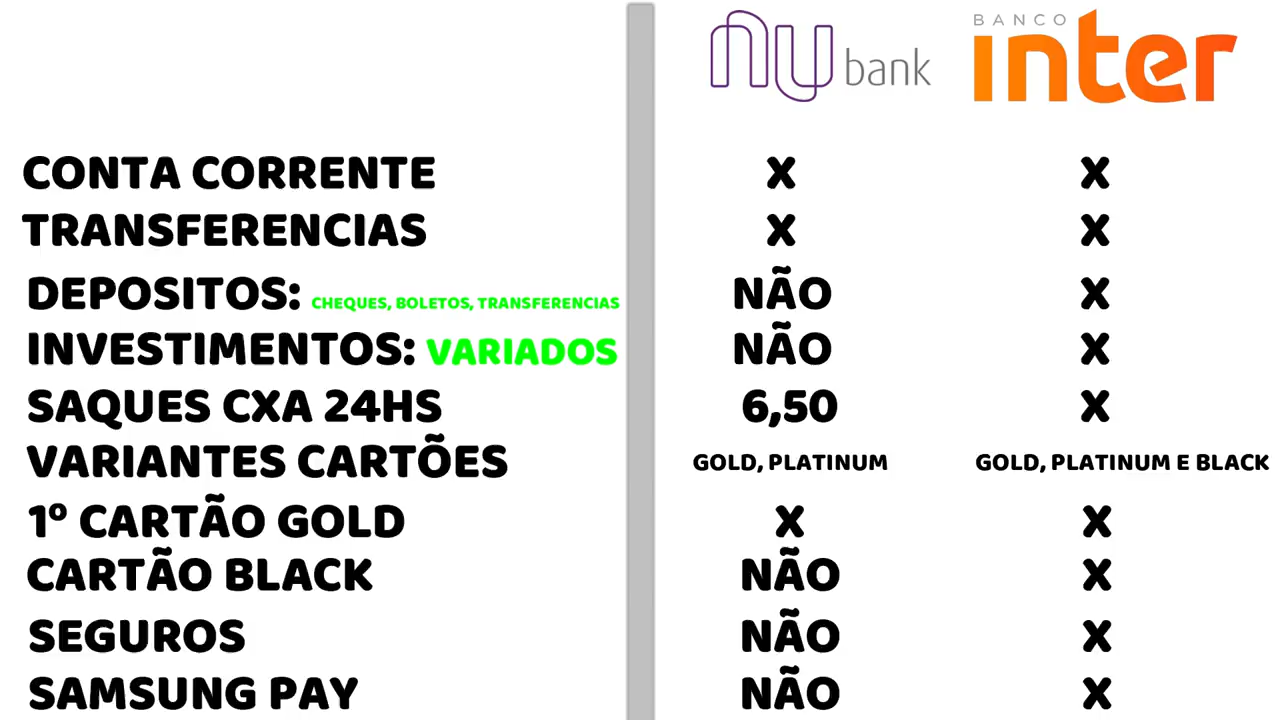 nu bank BANCO inter
CONTA CORRENTE X X
TRANSFERENCIAS X X
DEPOSITOS: CHEQUES, BOLETOS, TRANSFERENCIAS NÃO X
INVESTIMENTOS: VARIADOS NÃO X
SAQUES CXA 24HS 6,50 X
VARIANTES CARTÕES GOLD, PLATINUM GOLD, PLATINUM E BLACK
1º CARTÃO GOLD X X
CARTÃO BLACK NÃO X
SEGUROS NÃO X
SAMSUNG PAY NÃO X